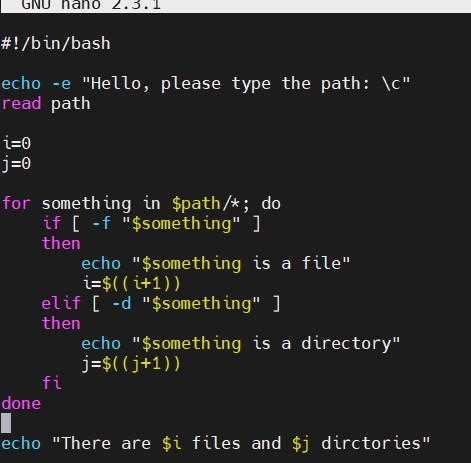 GNU nano 2.3.1
#!/bin/bash
echo -e "Hello, please type the path: \c"
read path
i=0
j=0
for something in $path/*; do
    if [ -f "$something" ]
    then
        echo "$something is a file"
        i=$((i+1))
    elif [ -d "$something" ]
    then
        echo "$something is a directory"
        j=$((j+1))
    fi
done
echo "There are $i files and $j dirctories"